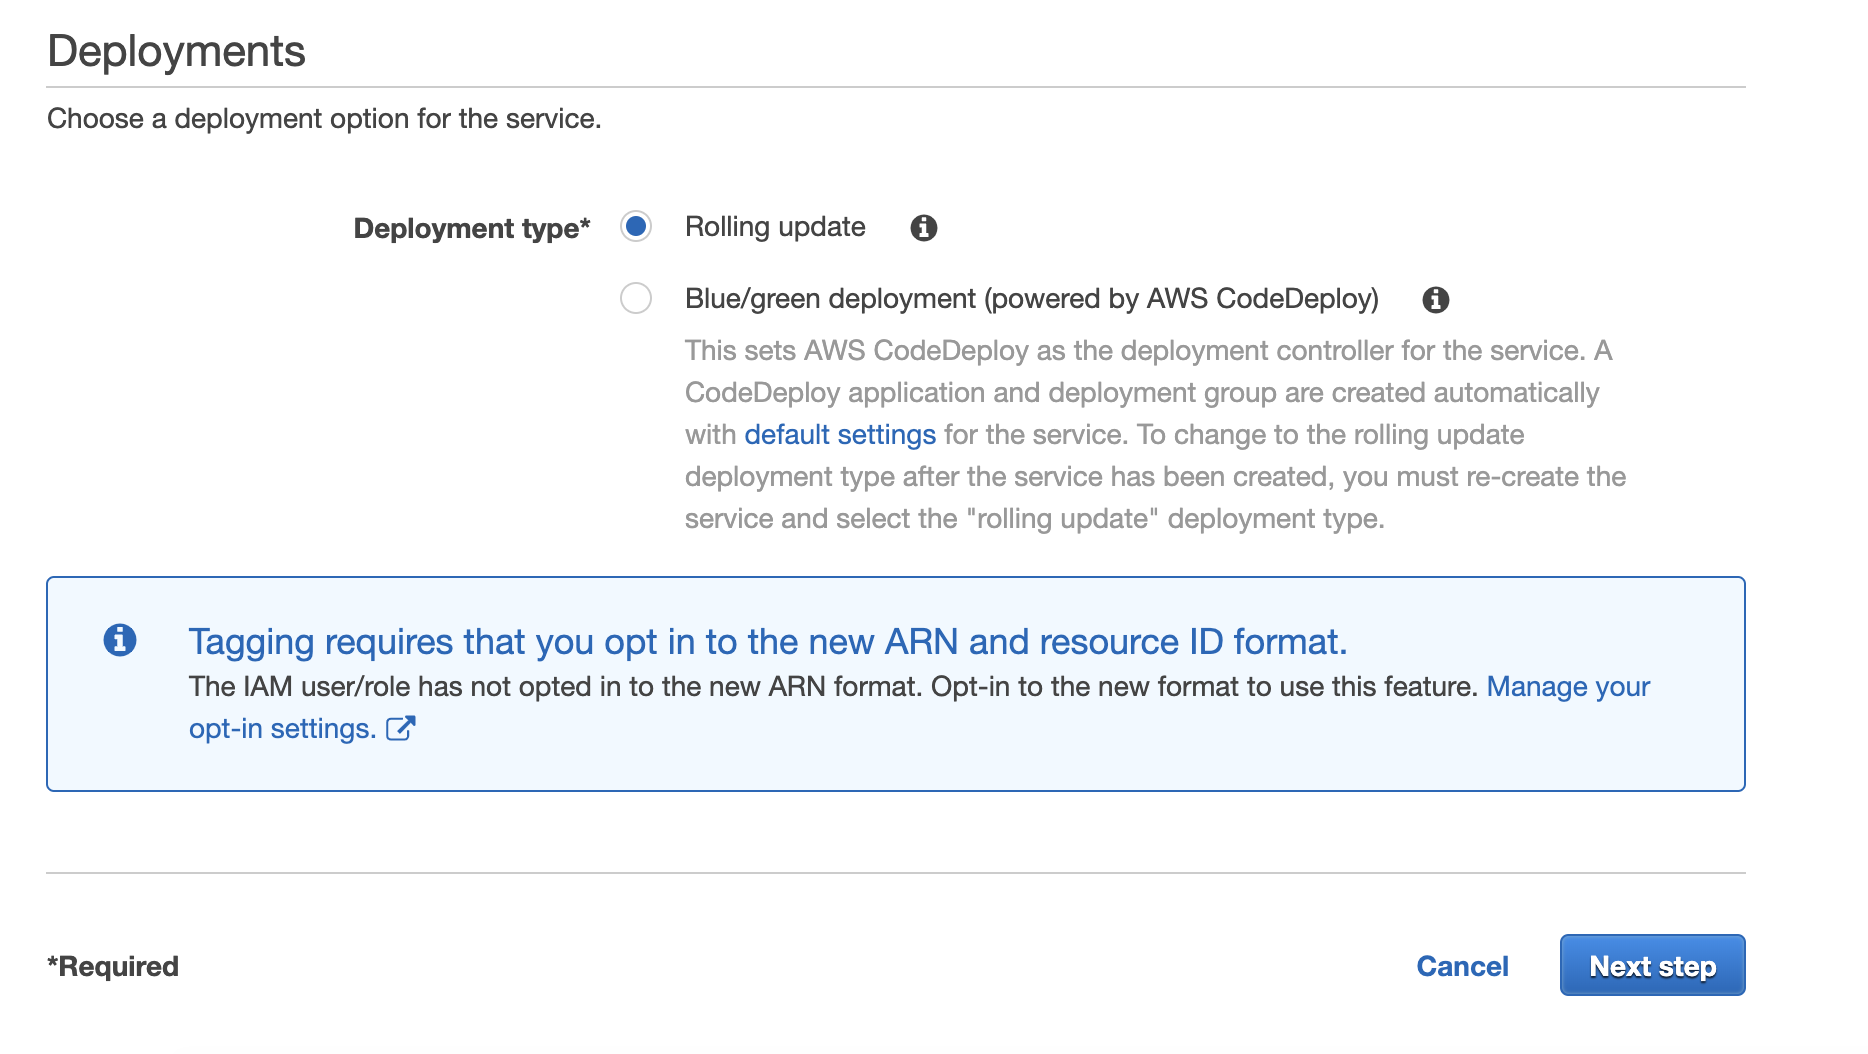 Deployments
Choose a deployment option for the service.
Deployment type* Rolling update
Blue/green deployment (powered by AWS CodeDeploy)
This sets AWS CodeDeploy as the deployment controller for the service. A
CodeDeploy application and deployment group are created automatically
with default settings for the service. To change to the rolling update
deployment type after the service has been created, you must re-create the
service and select the "rolling update" deployment type.
Tagging requires that you opt in to the new ARN and resource ID format.
The IAM user/role has not opted in to the new ARN format. Opt-in to the new format to use this feature. Manage your
opt-in settings.
*Required Cancel Next step